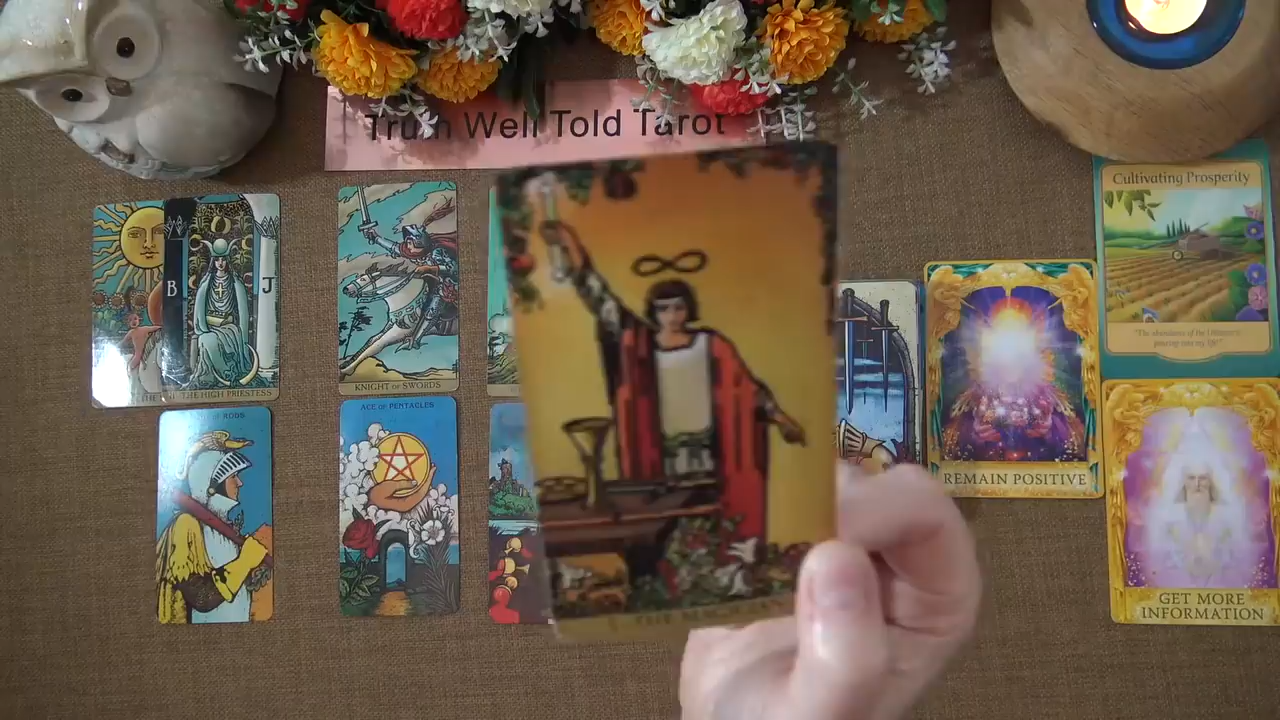 Truth Well Told Tarot
Cultivating Prosperity
B
J
THE HIGH PRIESTESS
KNIGHT OF SWORDS
RODS
ACE OF PENTACLES
REMAIN POSITIVE
GET MORE
INFORMATION